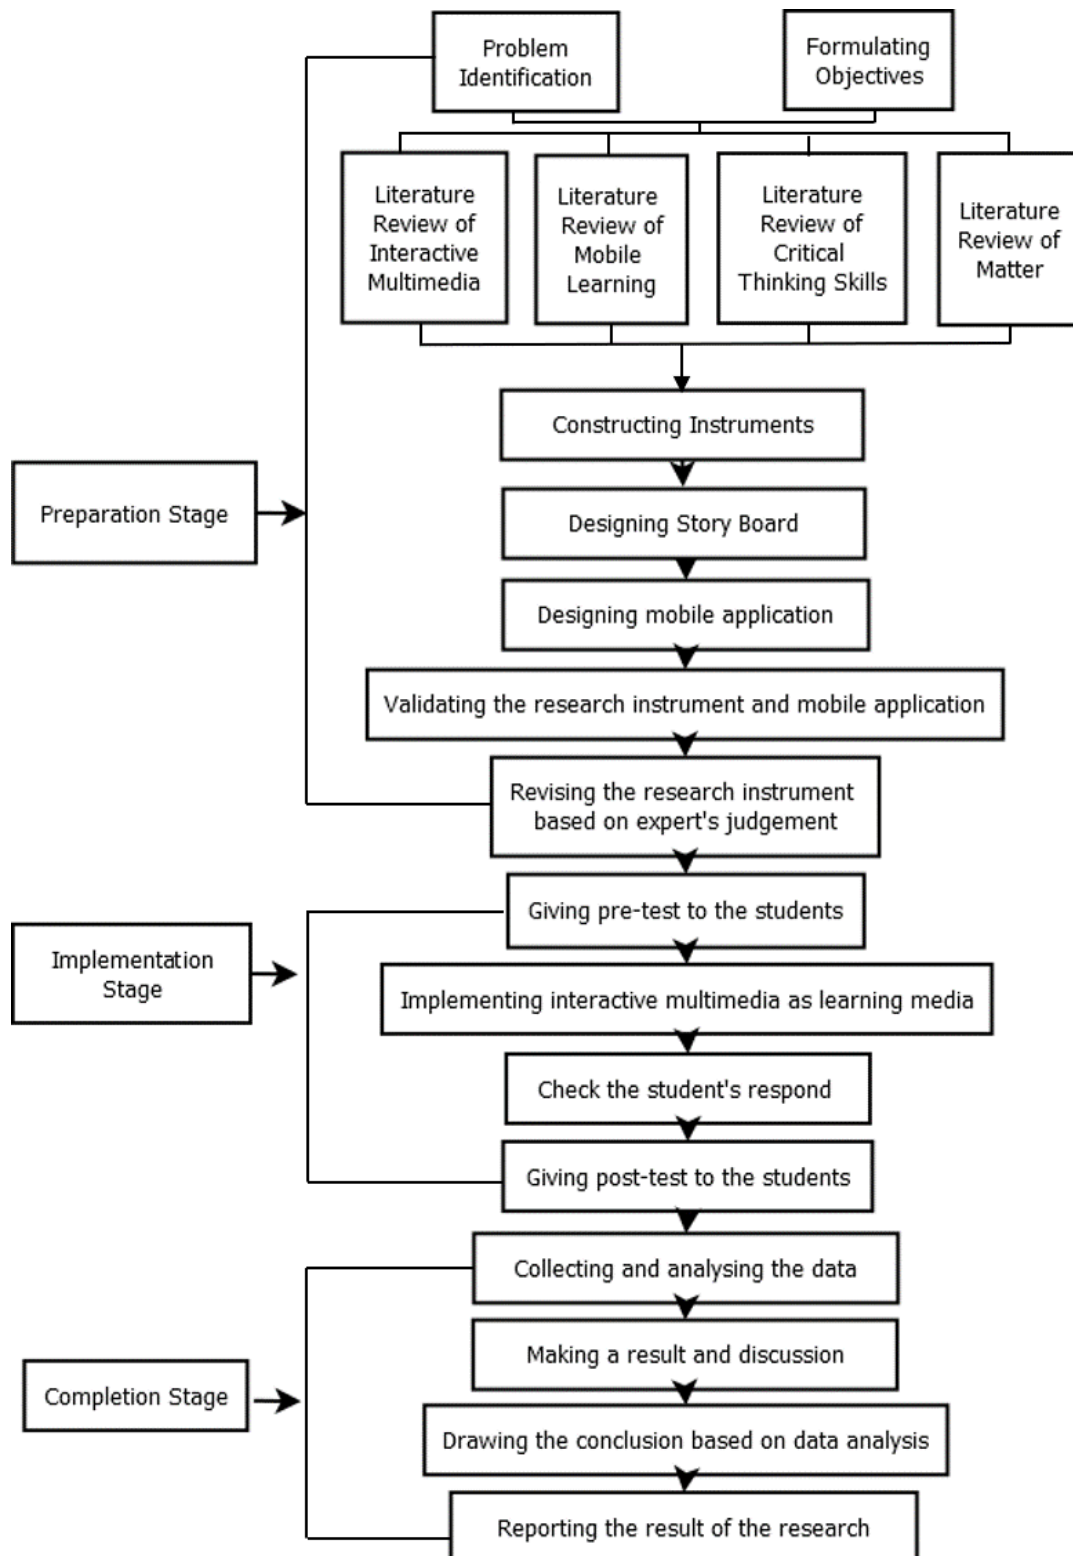 Problem
Identification
Formulating
Objectives
Literature
Review of
Interactive
Multimedia
Literature
Review of
Mobile
Learning
Literature
Review of
Critical
Thinking Skills
Literature
Review of
Matter
Constructing Instruments
Preparation Stage
Designing Story Board
Designing mobile application
Validating the research instrument and mobile application
Revising the research instrument
based on expert's judgement
Giving pre-test to the students
Implementation
Stage
Implementing interactive multimedia as learning media
Check the student's respond
Giving post-test to the students
Collecting and analysing the data
Making a result and discussion
Completion Stage
Drawing the conclusion based on data analysis
Reporting the result of the research